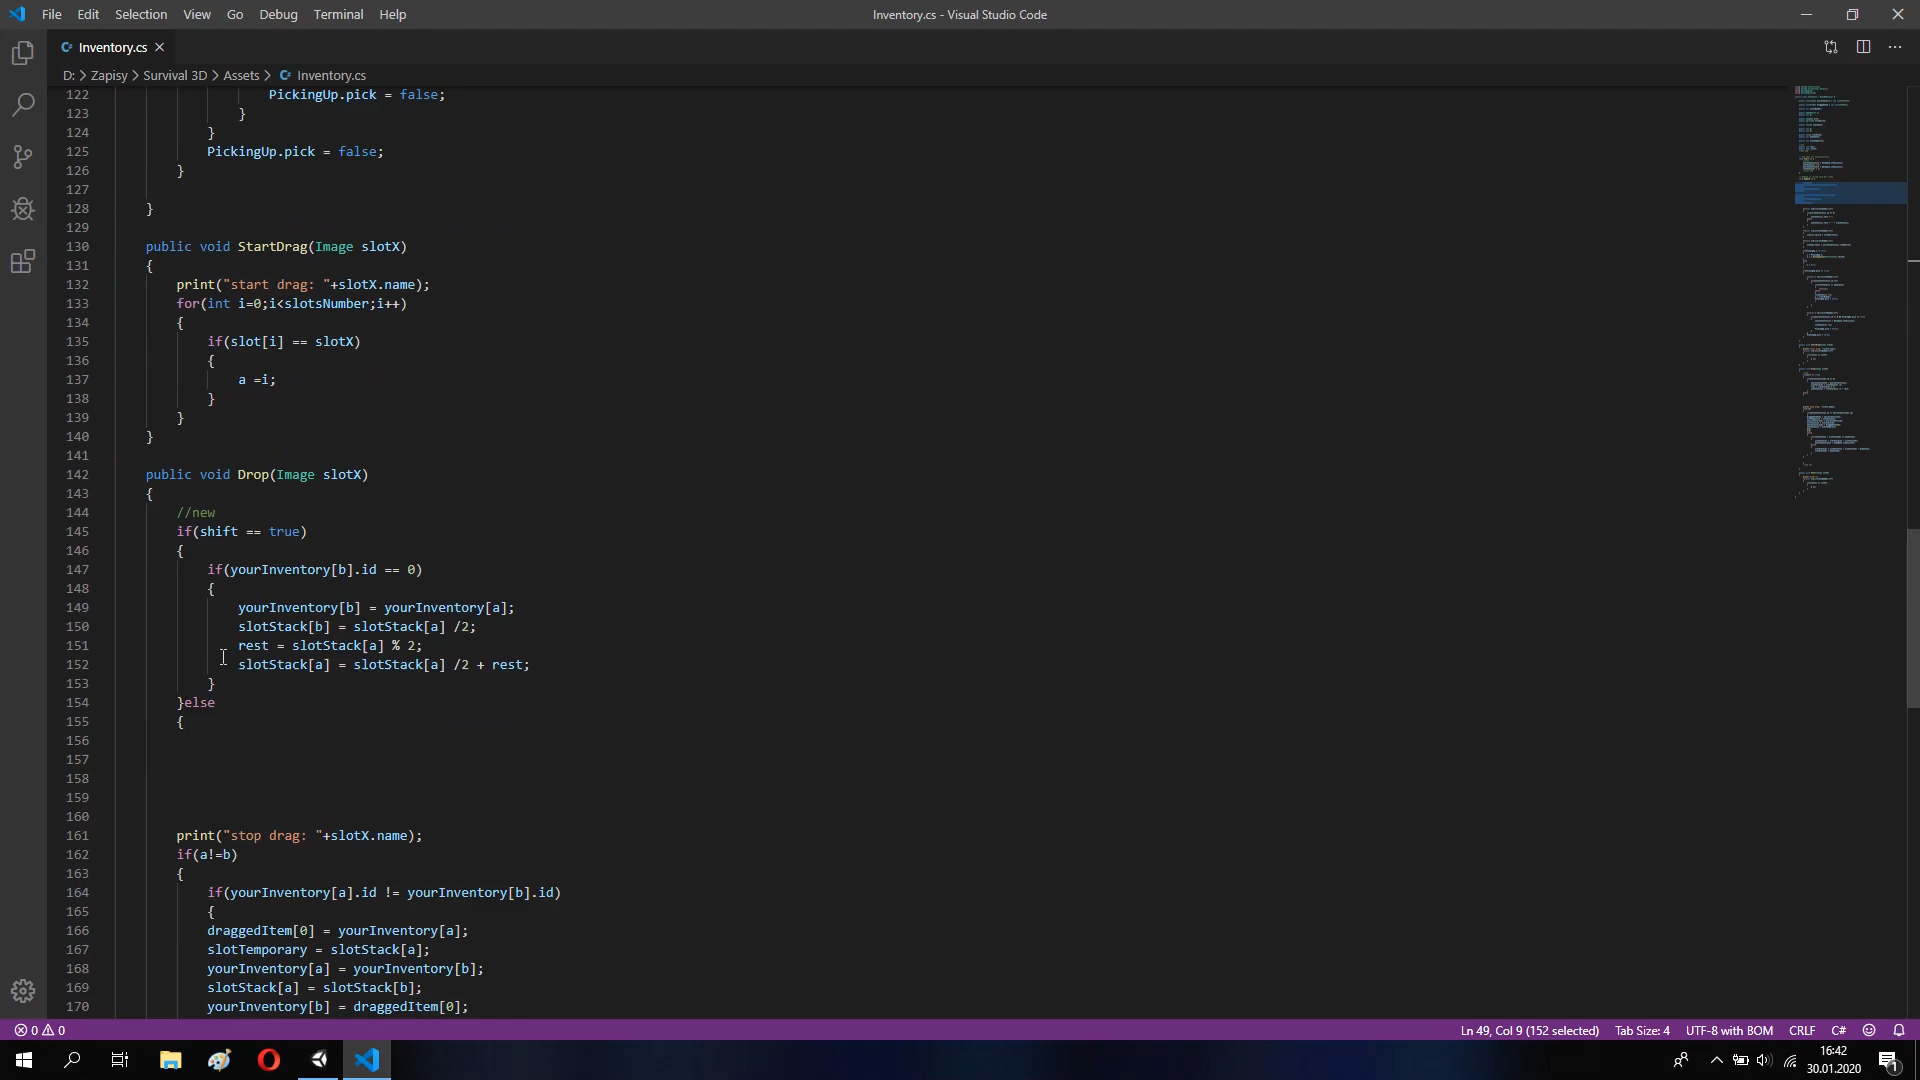 File Edit Selection View Go Debug Terminal Help
Inventory.cs - Visual Studio Code
Inventory.cs
D: > Zapisy > Survival 3D > Assets > Inventory.cs
122 PickingUp.pick = false;
123 }
124 }
125 PickingUp.pick = false;
126 }
127
128 }
129
130 public void StartDrag(Image slotX)
131 {
132 print("start drag: "+slotX.name);
133 for(int i=0;i<slotsNumber;i++)
134 {
135 if(slot[i] == slotX)
136 {
137 a =i;
138 }
139 }
140 }
141
142 public void Drop(Image slotX)
143 {
144 //new
145 if(shift == true)
146 {
147 if(yourInventory[b].id == 0)
148 {
149 yourInventory[b] = yourInventory[a];
150 slotStack[b] = slotStack[a] /2;
151 rest = slotStack[a] % 2;
152 slotStack[a] = slotStack[a] /2 + rest;
153 }
154 }else
155 {
156
157
158
159
160
161 print("stop drag: "+slotX.name);
162 if(a!=b)
163 {
164 if(yourInventory[a].id != yourInventory[b].id)
165 {
166 draggedItem[0] = yourInventory[a];
167 slotTemporary = slotStack[a];
168 yourInventory[a] = yourInventory[b];
169 slotStack[a] = slotStack[b];
170 yourInventory[b] = draggedItem[0];
0 0 Ln 49, Col 9 (152 selected) Tab Size: 4 UTF-8 with BOM CRLF C#
16:42
30.01.2020
1